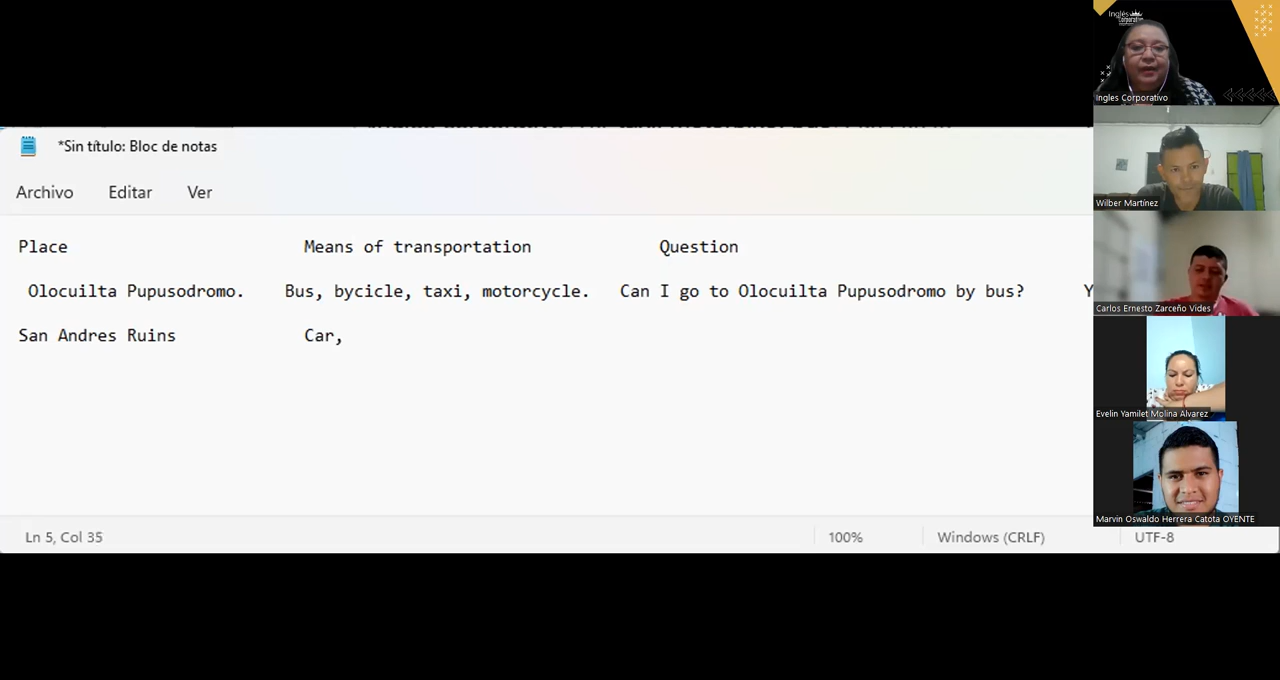 Inglés
Corporativo
*Sin título: Bloc de notas
Archivo Editar Ver
Place Means of transportation Question
Olocuilta Pupusodromo. Bus, bycicle, taxi, motorcycle. Can I go to Olocuilta Pupusodromo by bus? Y
San Andres Ruins Car,
Ln 5, Col 35 100% Windows (CRLF) UTF-8
Ingles Corporativo
Wilber Martínez
Carlos Ernesto Zarceño Vides
Evelin Yamilet Molina Alvarez
Marvin Oswaldo Herrera Catota OYENTE